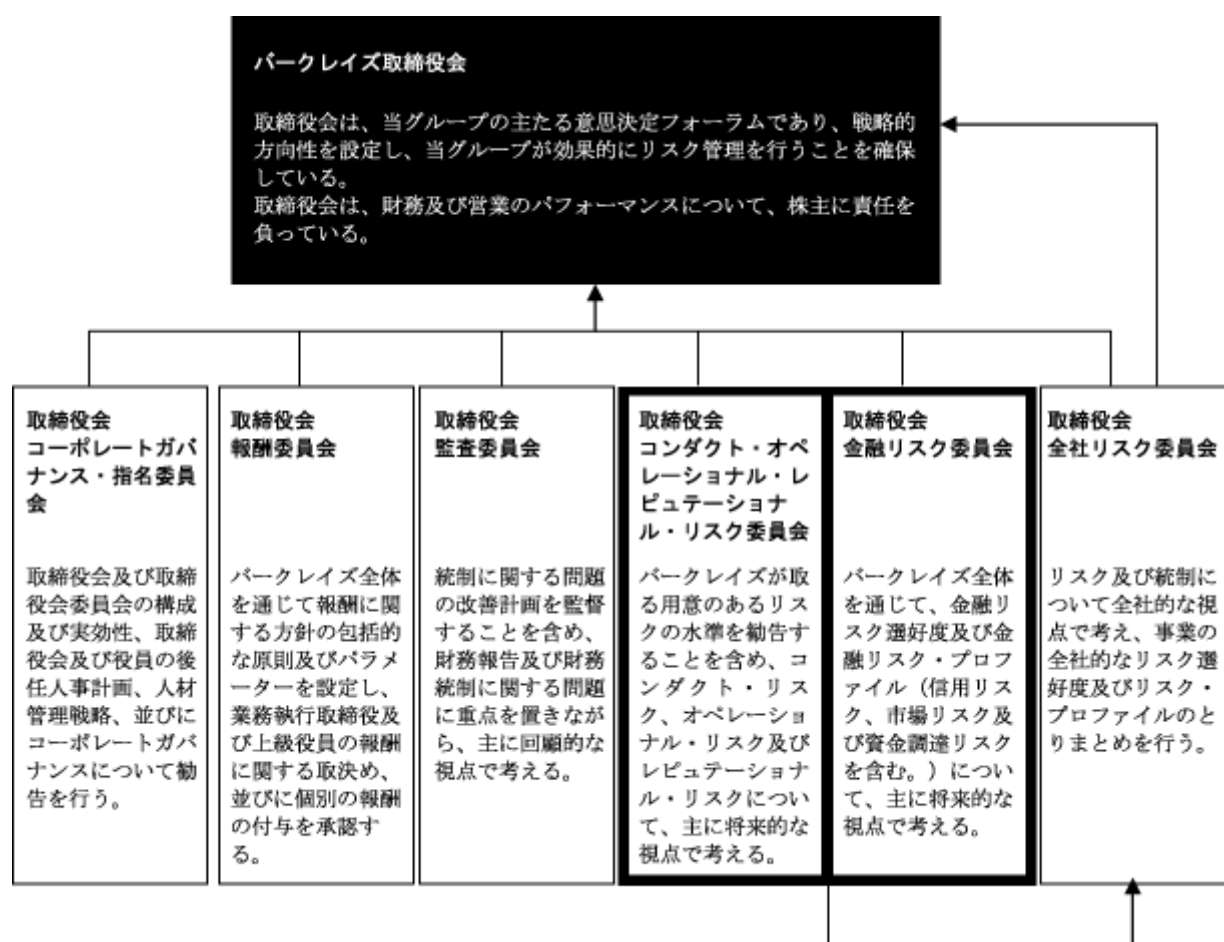 バークレイズ取締役会
取締役会は、当グループの主たる意思決定フォーラムであり、戦略的
方向性を設定し、当グループが効果的にリスク管理を行うことを確保
している。
取締役会は、財務及び営業のパフォーマンスについて、株主に責任を
負っている。
取締役会
コーポレートガバ
ナンス・指名委員
会
取締役会及び取締
役会委員会の構成
及び実効性、取締
役会及び役員の後
任人事計画、人材
管理戦略、並びに
コーポレートガバ
ナンスについて勧
告を行う。
取締役会
報酬委員会
バークレイズ全体
を通じて報酬に関
する方針の包括的
な原則及びパラメ
ーターを設定し、
業務執行取締役及
び上級役員の報酬
に関する取決め、
並びに個別の報酬
の付与を承認す
る。
取締役会
監査委員会
統制に関する問題
の改善計画を監督
することを含め、
財務報告及び財務
統制に関する問題
に重点を置きなが
ら、主に回顧的な
視点で考える。
取締役会
コンダクト・オペ
レーショナル・レ
ピュテーショナ
ル・リスク委員会
バークレイズが取
る用意のあるリス
クの水準を勧告す
ることを含め、コ
ンダクト・リス
ク、オペレーショ
ナル・リスク及び
レピュテーショナ
ル・リスクについ
て、主に将来的な
視点で考える。
取締役会
金融リスク委員会
バークレイズ全体
を通じて、金融リ
スク選好度及び金
融リスク・プロフ
ァイル（信用リス
ク、市場リスク及
び資金調達リスク
を含む。）につい
て、主に将来的な
視点で考える。
取締役会
全社リスク委員会
リスク及び統制に
ついて全社的な視
点で考え、事業の
全社的なリスク選
好度及びリスク・
プロファイルのと
りまとめを行う。